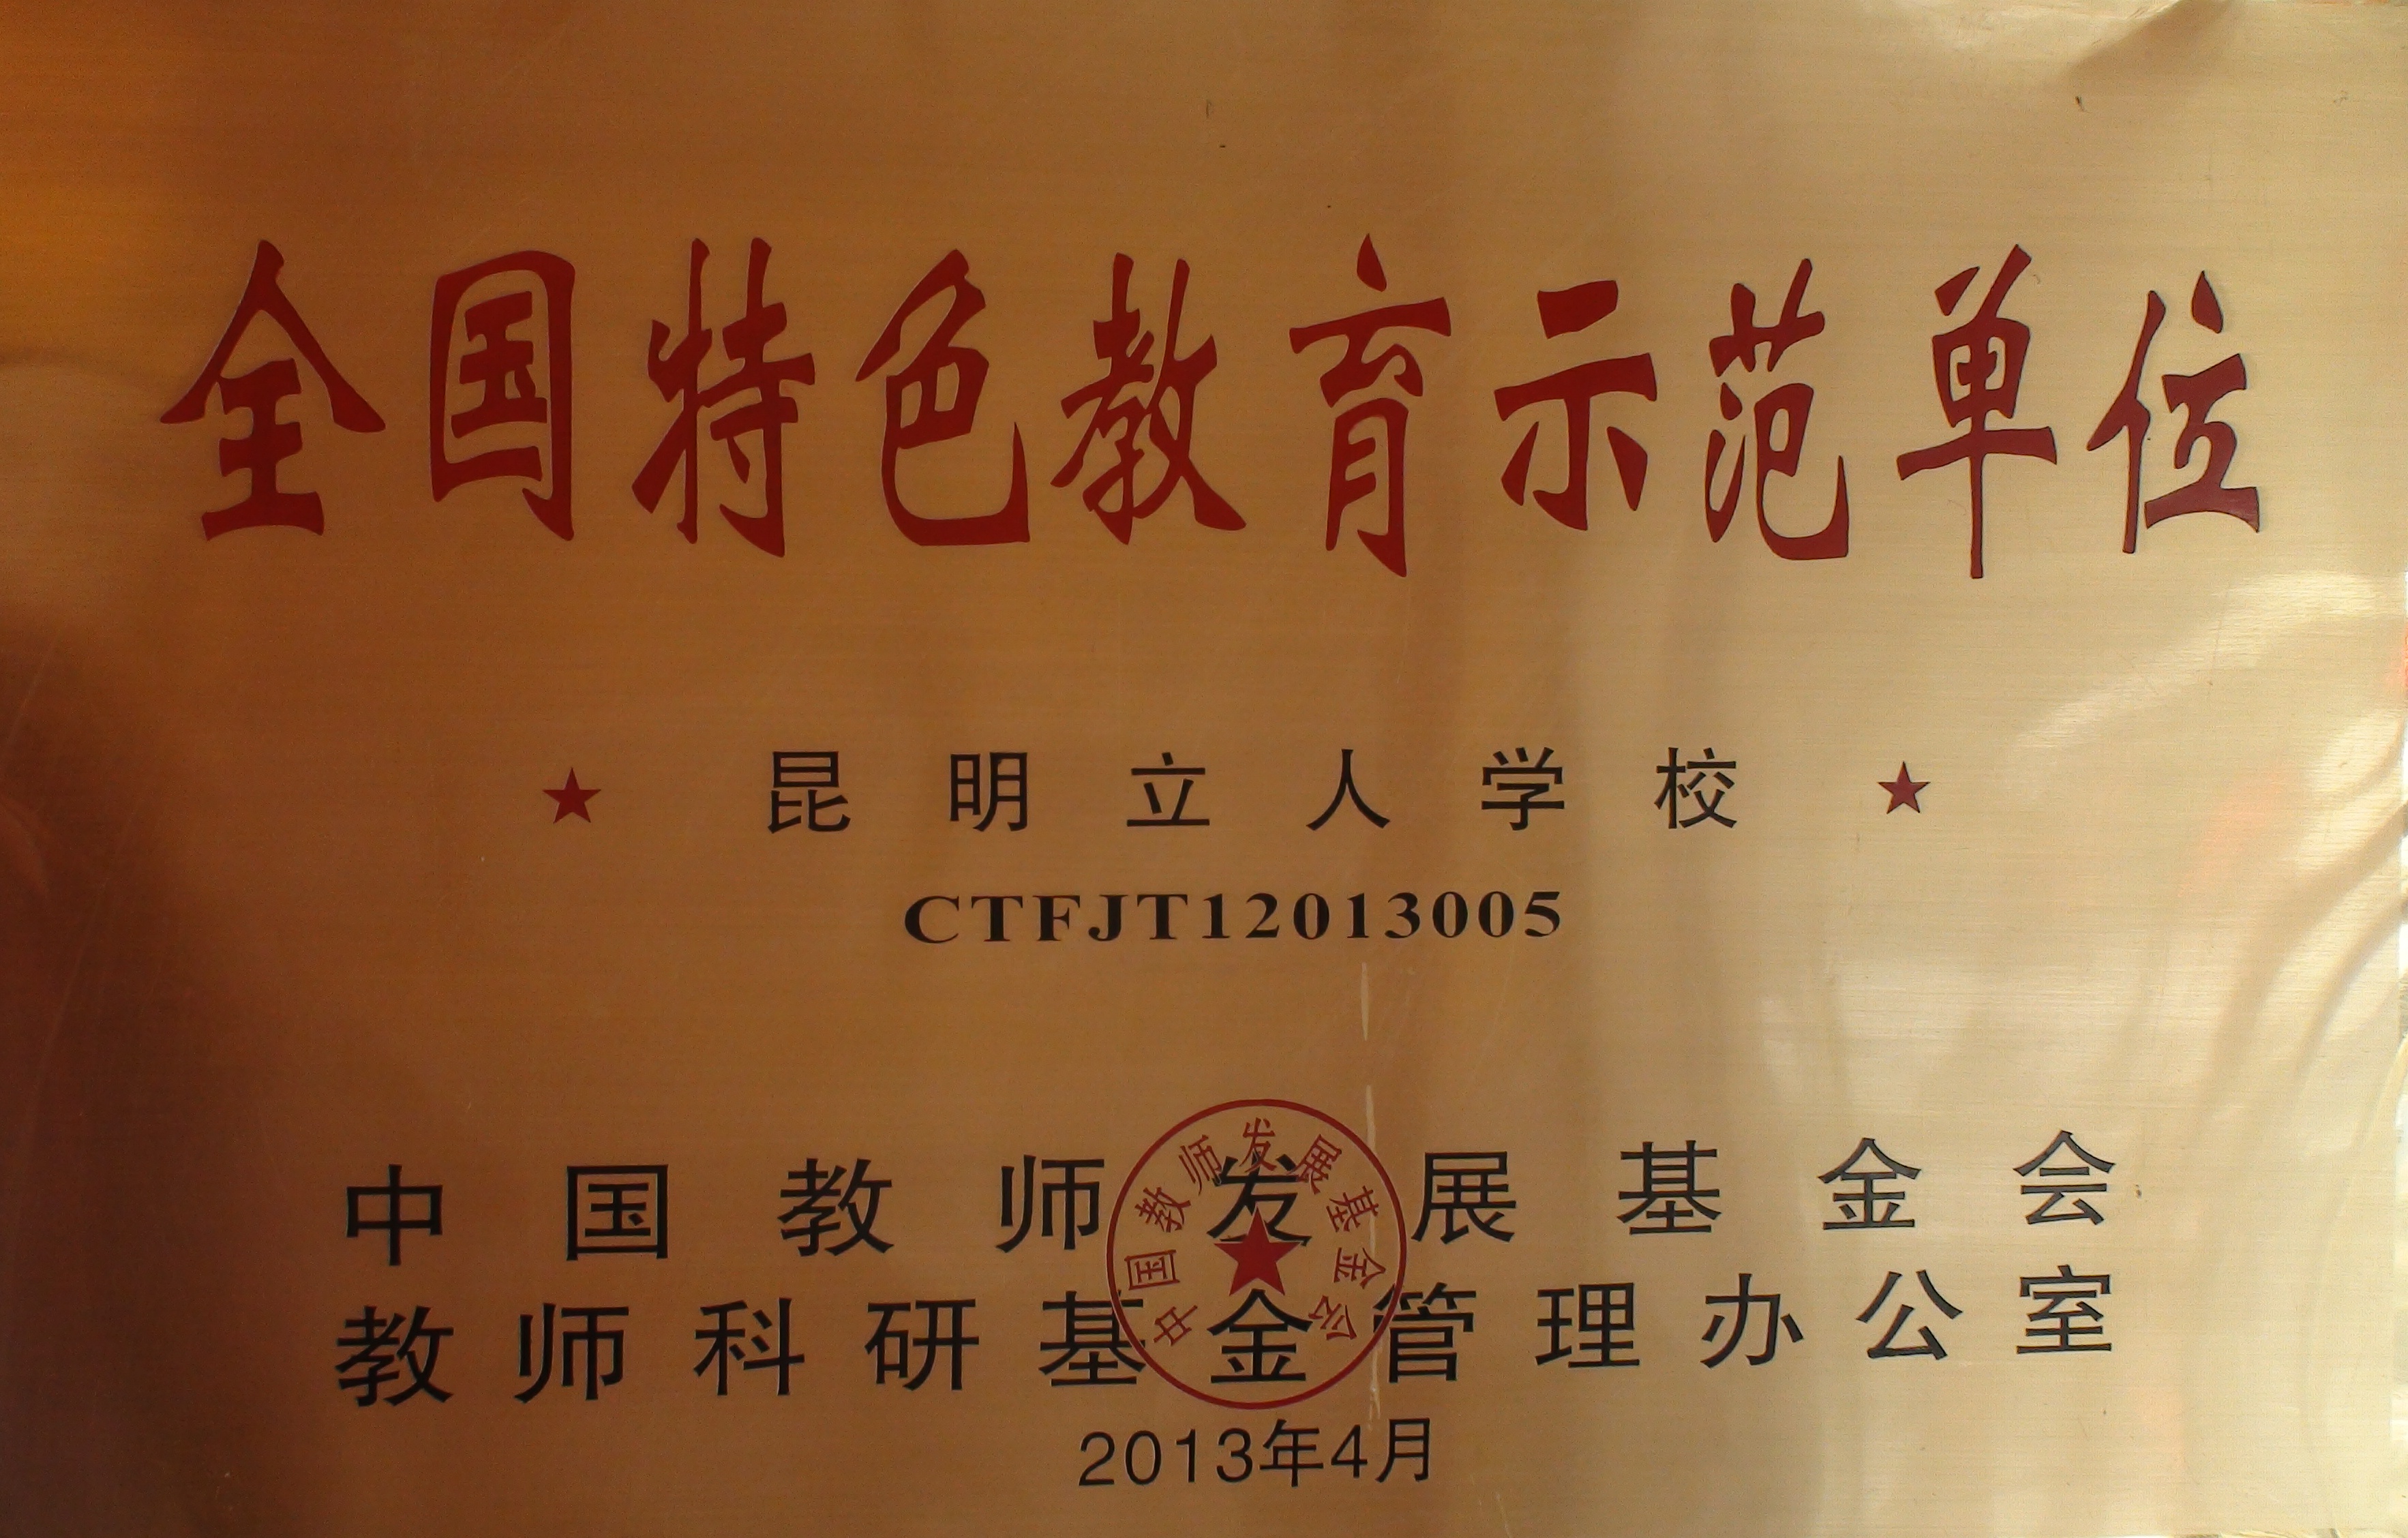 全国特色教育示范单位
★ 昆明立人学校 ★
CTFJT12013005
中国教师发展基金会
教师科研基金管理办公室
中国教师发展基金会
2013年4月